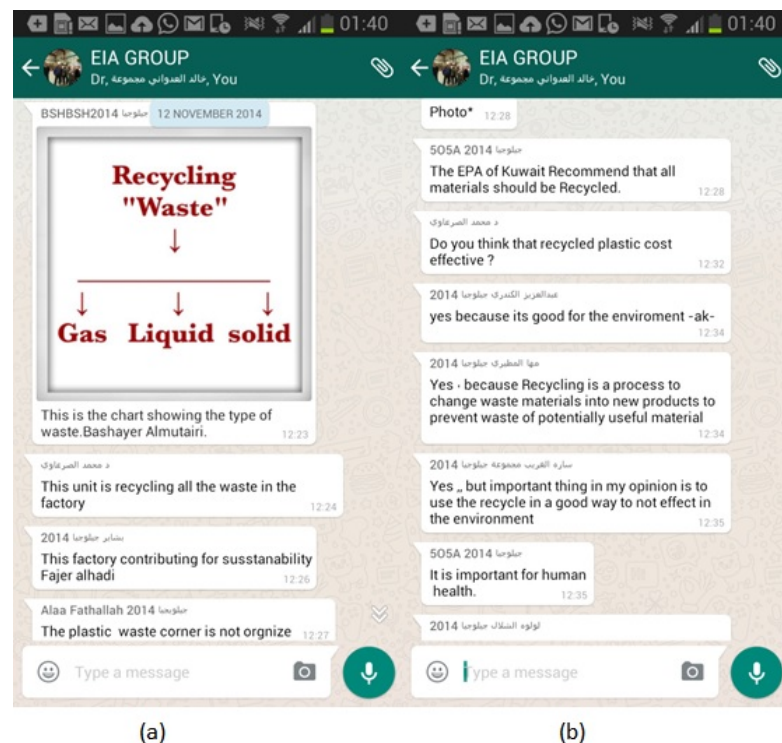 01:40
EIA GROUP
Dr, خالد العدواني مجموعة, You
BSHBSH2014 جيلوجيا
12 NOVEMBER 2014
Recycling
"Waste"
Gas Liquid solid
This is the chart showing the type of
waste.Bashayer Almutairi.
12:23
د محمد الصرعاوي
This unit is recycling all the waste in the
factory
12:24
بشاير جيلوجيا 2014
This factory contributing for susstanability
Fajer alhadi
12:26
Alaa Fathallah 2014 جيلوجيا
The plastic waste corner is not orgnize
12:27
Type a message
(a)
01:40
EIA GROUP
Dr, خالد العدواني مجموعة, You
Photo*
12:28
5O5A 2014 جيلوجيا
The EPA of Kuwait Recommend that all
materials should be Recycled.
12:28
د محمد الصرعاوي
Do you think that recycled plastic cost
effective ?
12:32
عبدالعزيز الكندري جيلوجيا 2014
yes because its good for the enviroment -ak-
12:34
مها المطيري جيلوجيا 2014
Yes · because Recycling is a process to
change waste materials into new products to
prevent waste of potentially useful material
12:34
ساره الغريب مجموعة جيلوجيا 2014
Yes ,, but important thing in my opinion is to
use the recycle in a good way to not effect in
the environment
12:35
5O5A 2014 جيلوجيا
It is important for human
health.
12:35
لولوه الشلال جيلوجيا 2014
Type a message
(b)